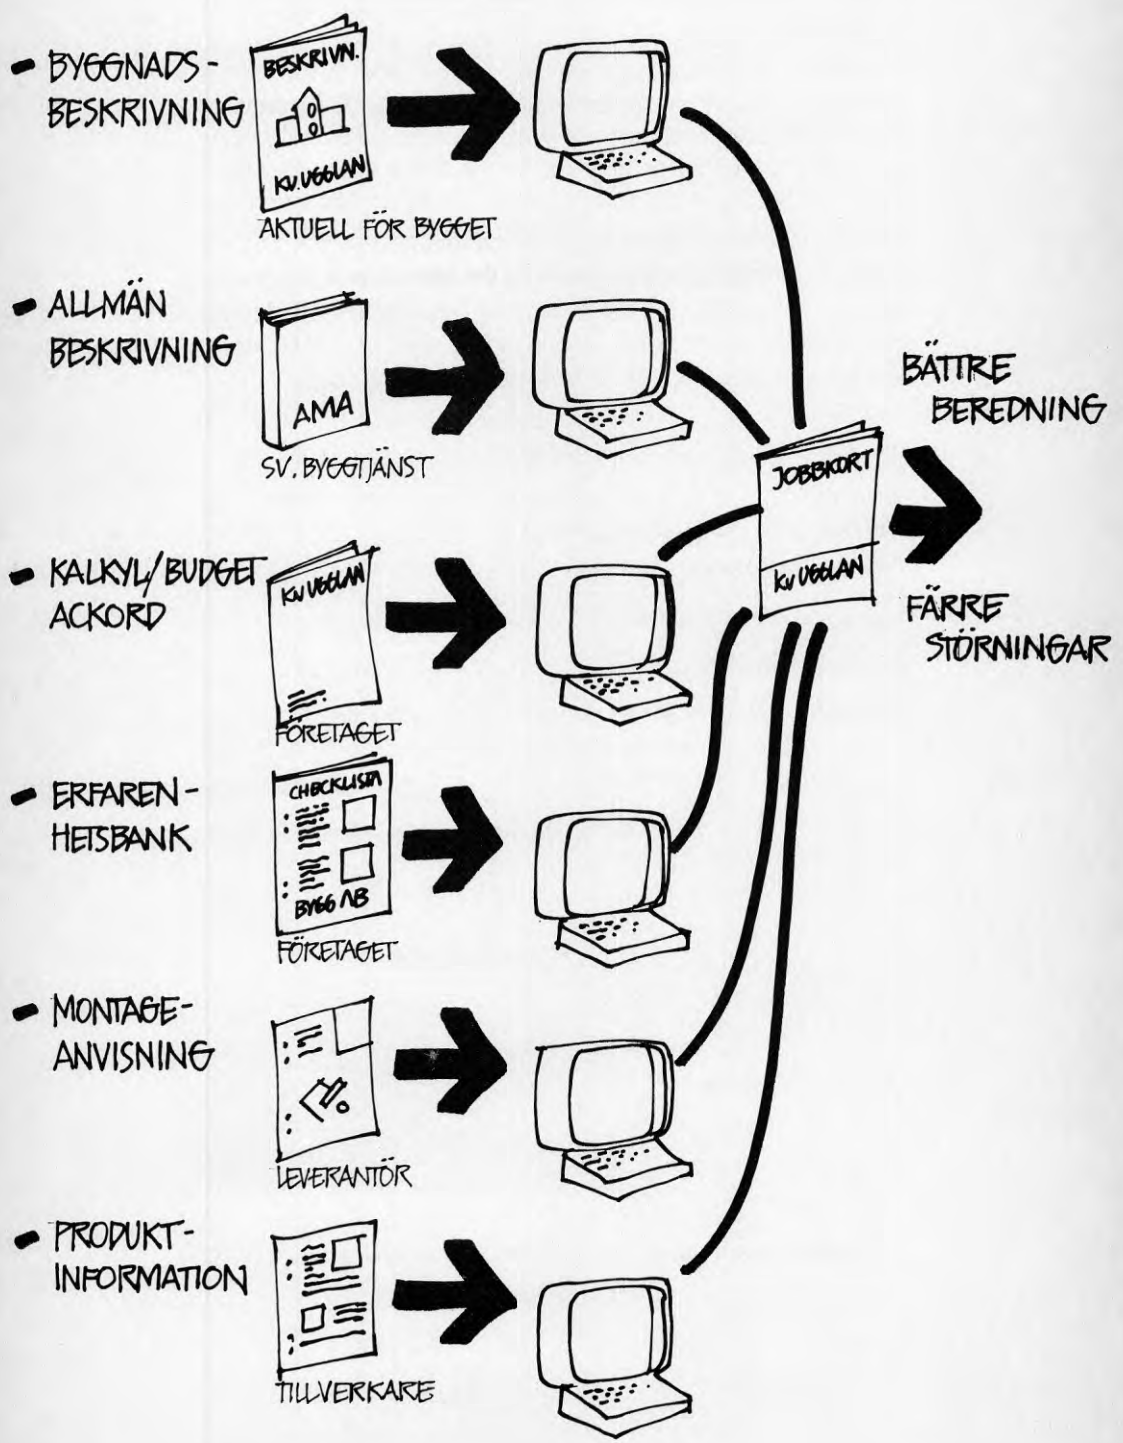 - BYGGNADS-
BESKRIVNING
BESKRIVN.
KV. UGGLAN
AKTUELL FÖR BYGGET
- ALLMÄN
BESKRIVNING
AMA
SV. BYGGTJÄNST
- KALKYL/BUDGET
ACKORD
KV UGGLAN
FÖRETAGET
- ERFAREN-
HETSBANK
CHECKLISTA
BYGG AB
FÖRETAGET
- MONTAGE-
ANVISNING
LEVERANTÖR
- PRODUKT-
INFORMATION
TILLVERKARE
JOBBKORT
KV UGGLAN
BÄTTRE
BEREDNING
FÄRRE
STÖRNINGAR